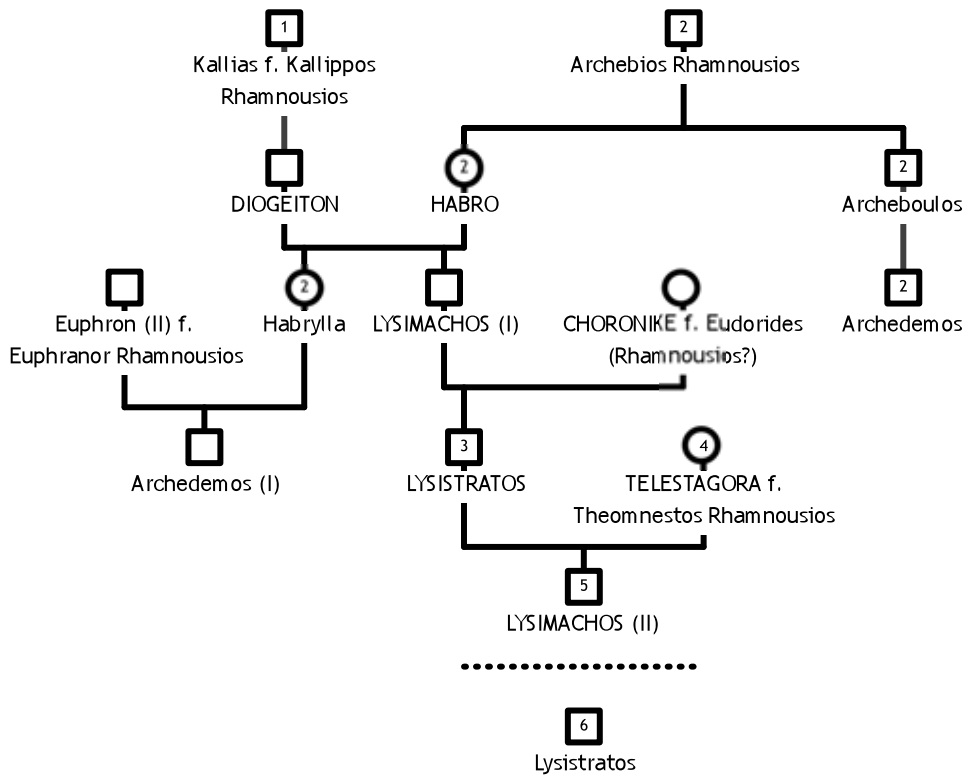 1
2
Kallias f. Kallippos
Rhamnousios
Archebios Rhamnousios
2
2
DIOGEITON
HABRO
Archeboulos
2
2
Euphron (II) f.
Euphranor Rhamnousios
Habrylla
LYSIMACHOS (I)
CHORONIKE f. Eudorides
(Rhamnousios?)
Archedemos
3
4
Archedemos (I)
LYSISTRATOS
TELESTAGORA f.
Theomnestos Rhamnousios
5
LYSIMACHOS (II)
6
Lysistratos